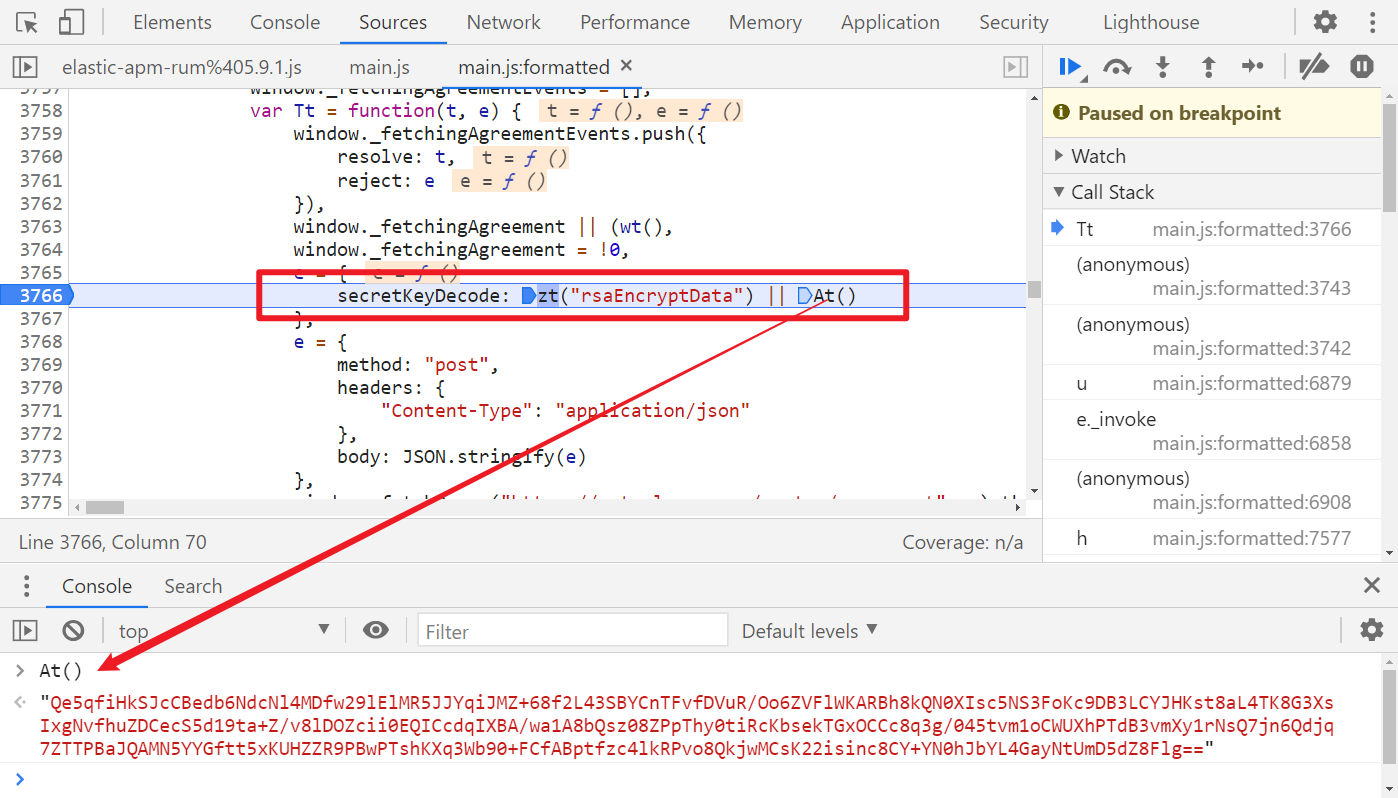 Elements Console Sources Network Performance Memory Application Security Lighthouse
elastic-apm-rum%405.9.1.js main.js main.js:formatted ×
3757 window._fetchingAgreementEvents = [],
3758 var Tt = function(t, e) { t = ƒ (), e = ƒ ()
3759 window._fetchingAgreementEvents.push({
3760 resolve: t, t = ƒ ()
3761 reject: e e = ƒ ()
3762 }),
3763 window._fetchingAgreement || (wt(),
3764 window._fetchingAgreement = !0,
3765 e = { e = ƒ ()
3766 secretKeyDecode: zt("rsaEncryptData") || At()
3767 },
3768 e = {
3769 method: "post",
3770 headers: {
3771 "Content-Type": "application/json"
3772 },
3773 body: JSON.stringify(e)
3774 },
3775
Line 3766, Column 70 Coverage: n/a
Paused on breakpoint
Watch
Call Stack
Tt main.js:formatted:3766
(anonymous)
main.js:formatted:3743
(anonymous)
main.js:formatted:3742
u main.js:formatted:6879
e._invoke
main.js:formatted:6858
(anonymous)
main.js:formatted:6908
h main.js:formatted:7577
Console Search
top Filter Default levels
> At()
"Qe5qfiHkSJcCBedb6NdcNl4MDfw29lElMR5JJYqiJMZ+68f2L43SBYCnTFvfDVuR/Oo6ZVFlWKARBh8kQN0XIsc5NS3FoKc9DB3LCYJHKst8aL4TK8G3Xs
IxgNvfhuZDCecS5d19ta+Z/v8lDOZcii0EQICcdqIXBA/wa1A8bQsz08ZPpThy0tiRcKbsekTGxOCCc8q3g/045tvm1oCWUXhPTdB3vmXy1rNsQ7jn6Qdjq
7ZTTPBaJQAMN5YYGftt5xKUHZZR9PBwPTshKXq3Wb90+FCfABptfzc4lkRPvo8QkjwMCsK22isinc8CY+YN0hJbYL4GayNtUmD5dZ8Flg=="
>